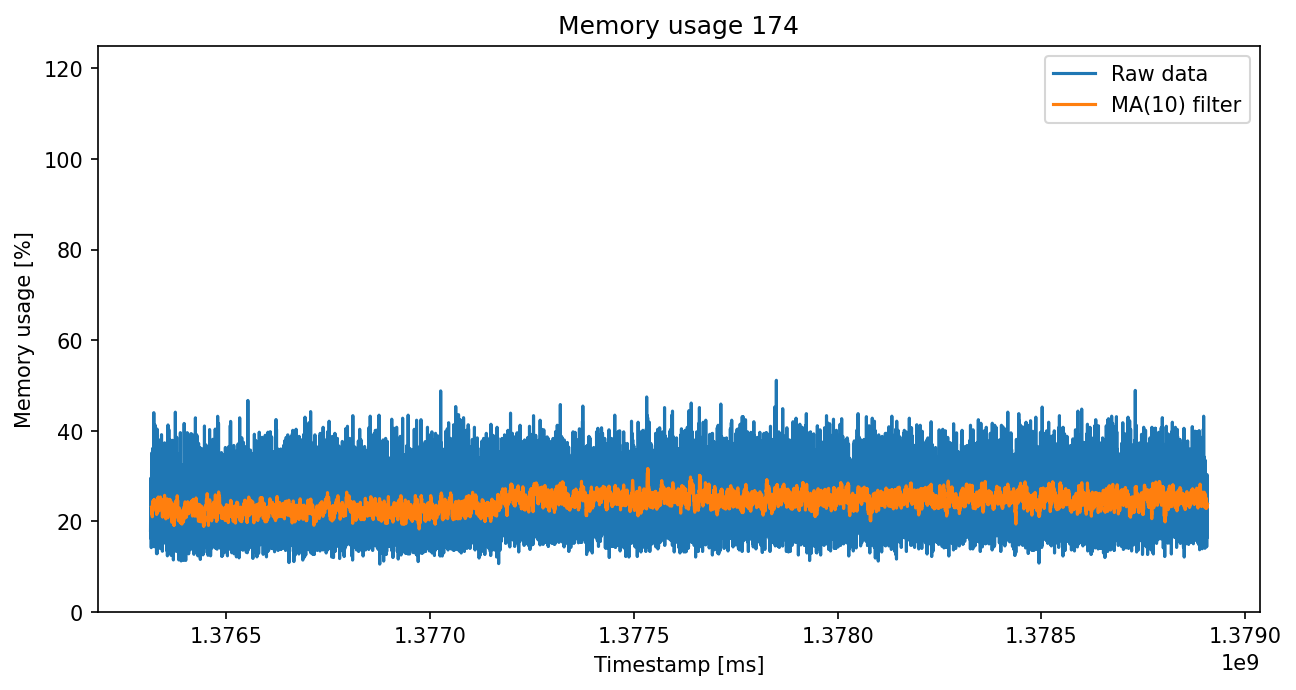 Memory usage 174
Raw data
MA(10) filter
120
100
80
60
40
20
0
Memory usage [%]
1.3765 1.3770 1.3775 1.3780 1.3785 1.3790
1e9
Timestamp [ms]